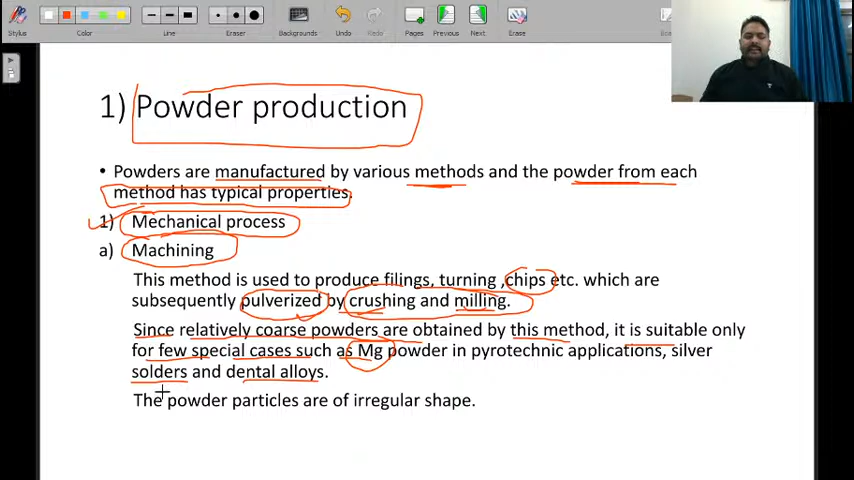 Stylus
Color
Lines
Eraser
Backgrounds
Undo
Redo
Pages
Previous
Next
Erase
1) Powder production
• Powders are manufactured by various methods and the powder from each
method has typical properties.
1) Mechanical process
a) Machining
This method is used to produce filings, turning ,chips etc. which are
subsequently pulverized by crushing and milling.
Since relatively coarse powders are obtained by this method, it is suitable only
for few special cases such as Mg powder in pyrotechnic applications, silver
solders and dental alloys.
The powder particles are of irregular shape.